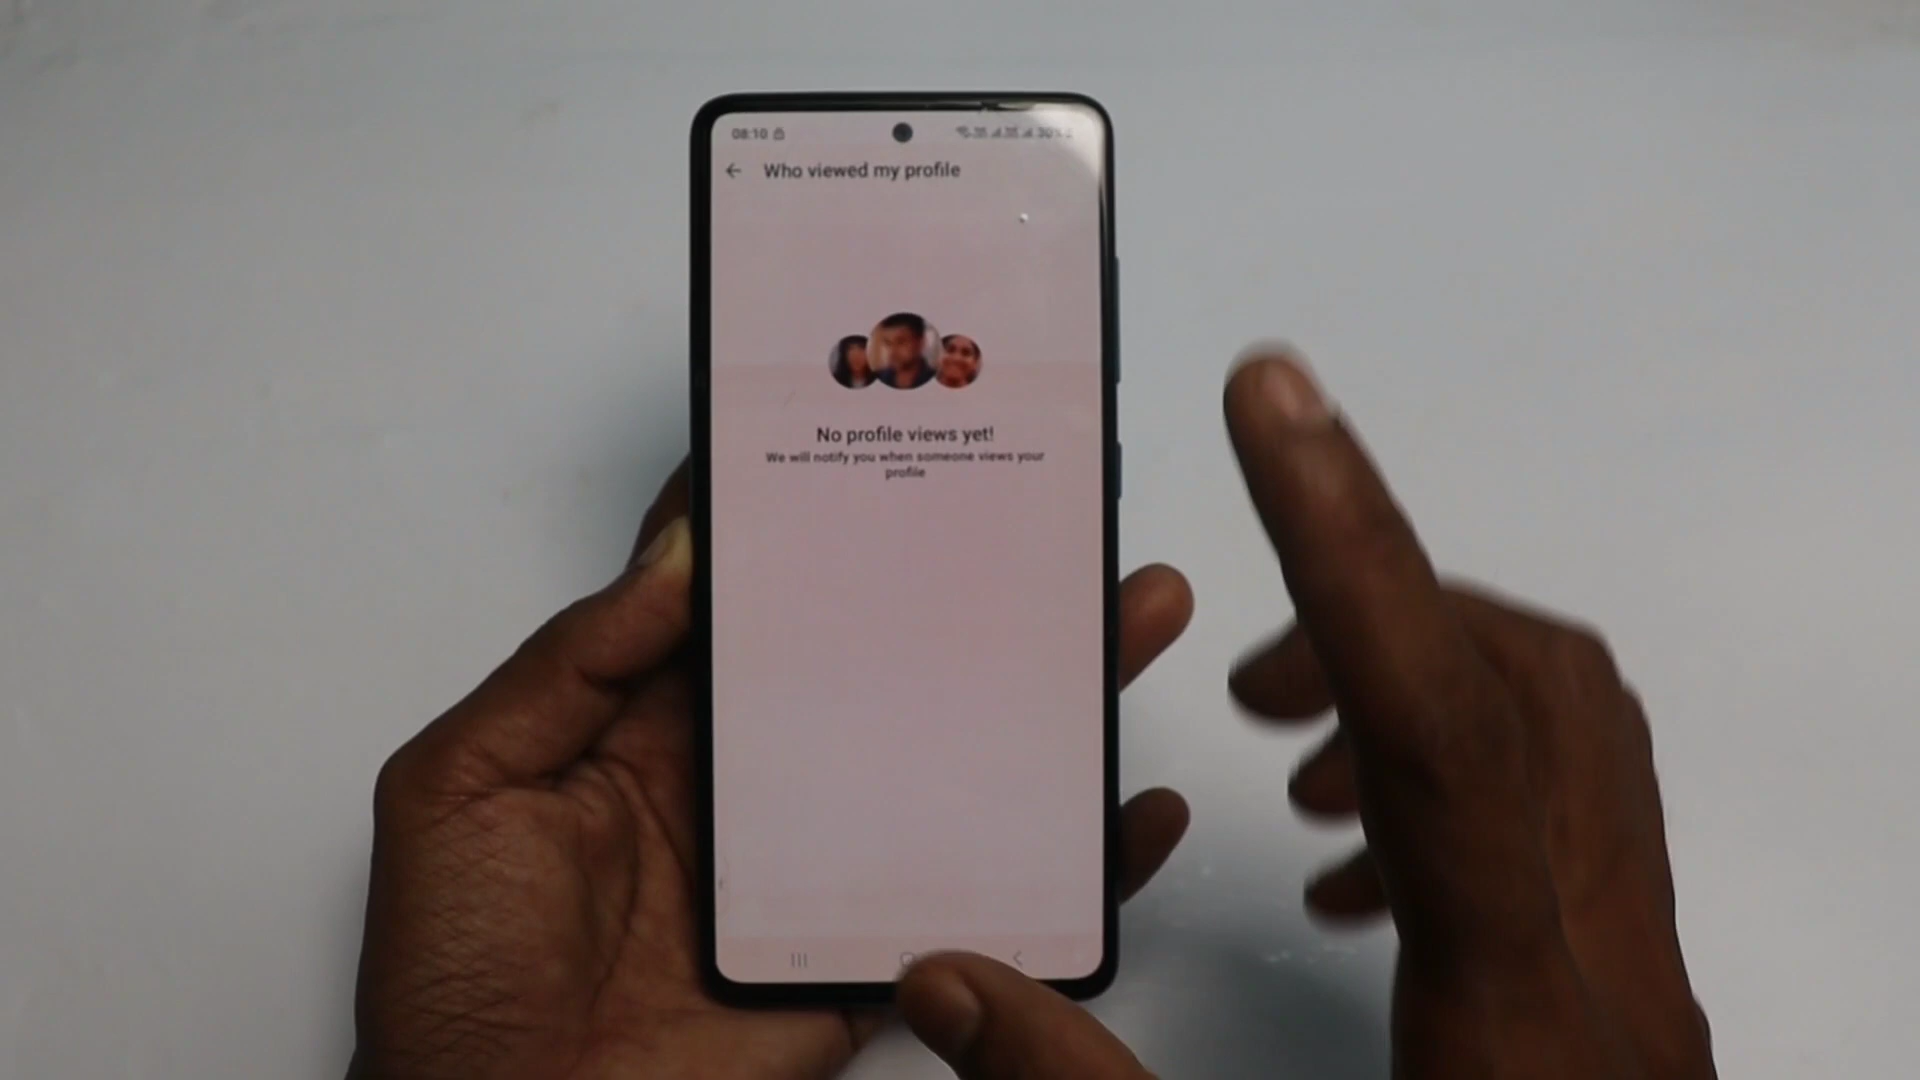 08:10
Who viewed my profile
No profile views yet!
We will notify you when someone views your
profile